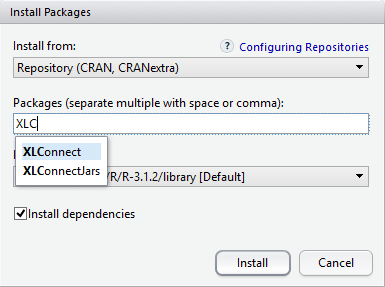 Install Packages
Install from:
? Configuring Repositories
Repository (CRAN, CRANextra)
Packages (separate multiple with space or comma):
XLC
XLConnect
XLConnectJars
/R/R-3.1.2/library [Default]
Install dependencies
Install
Cancel